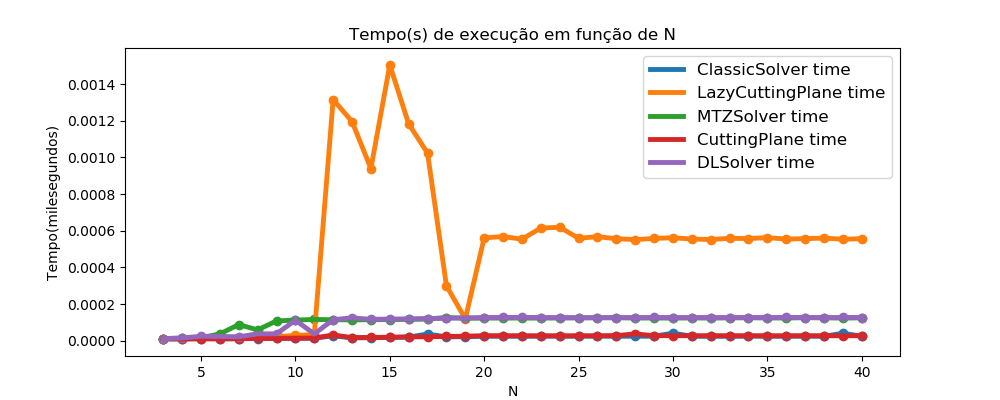 Tempo(s) de execução em função de N
Tempo(milesegundos)
0.0014
0.0012
0.0010
0.0008
0.0006
0.0004
0.0002
0.0000
ClassicSolver time
LazyCuttingPlane time
MTZSolver time
CuttingPlane time
DLSolver time
5 10 15 20 25 30 35 40
N